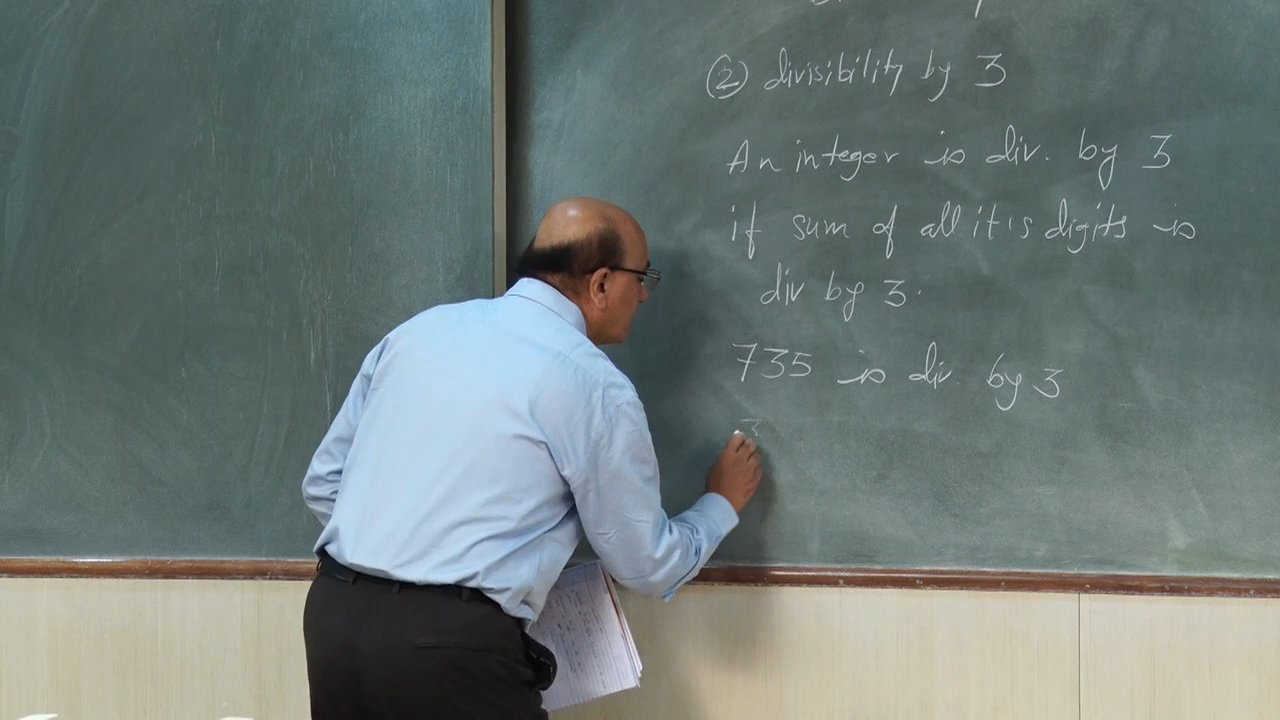 ② divisibility by 3
An integer is div. by 3
if sum of all it's digits is
div by 3.
735 is div. by 3
3